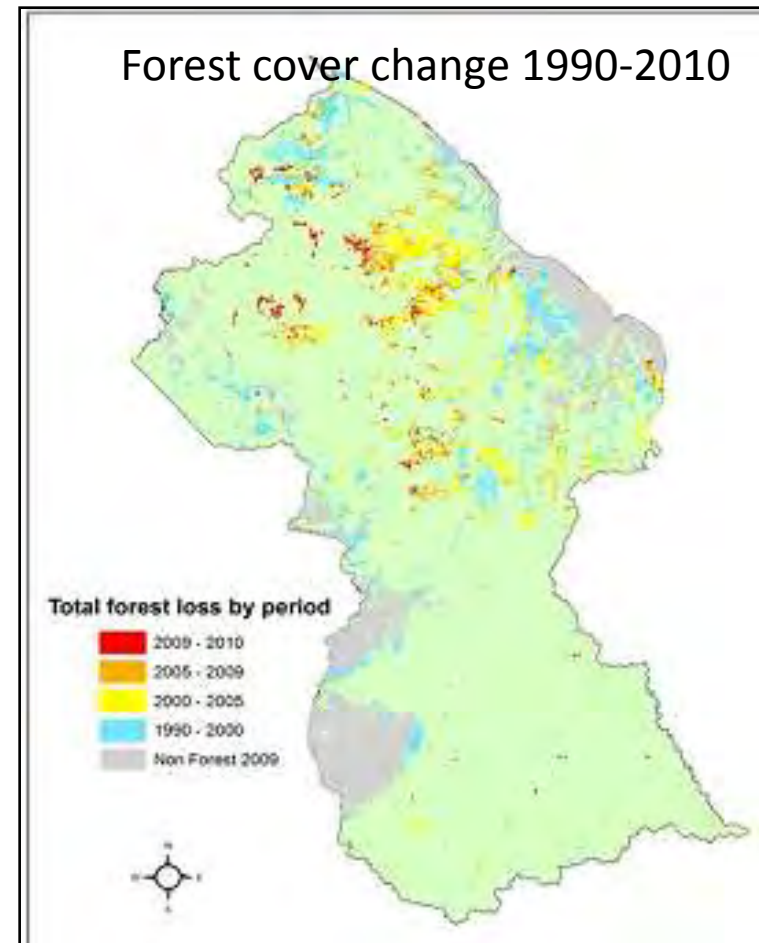 Forest cover change 1990-2010
Total forest loss by period
2009 - 2010
2005 - 2009
2000 - 2005
1990 - 2000
Non Forest 2009
N
S